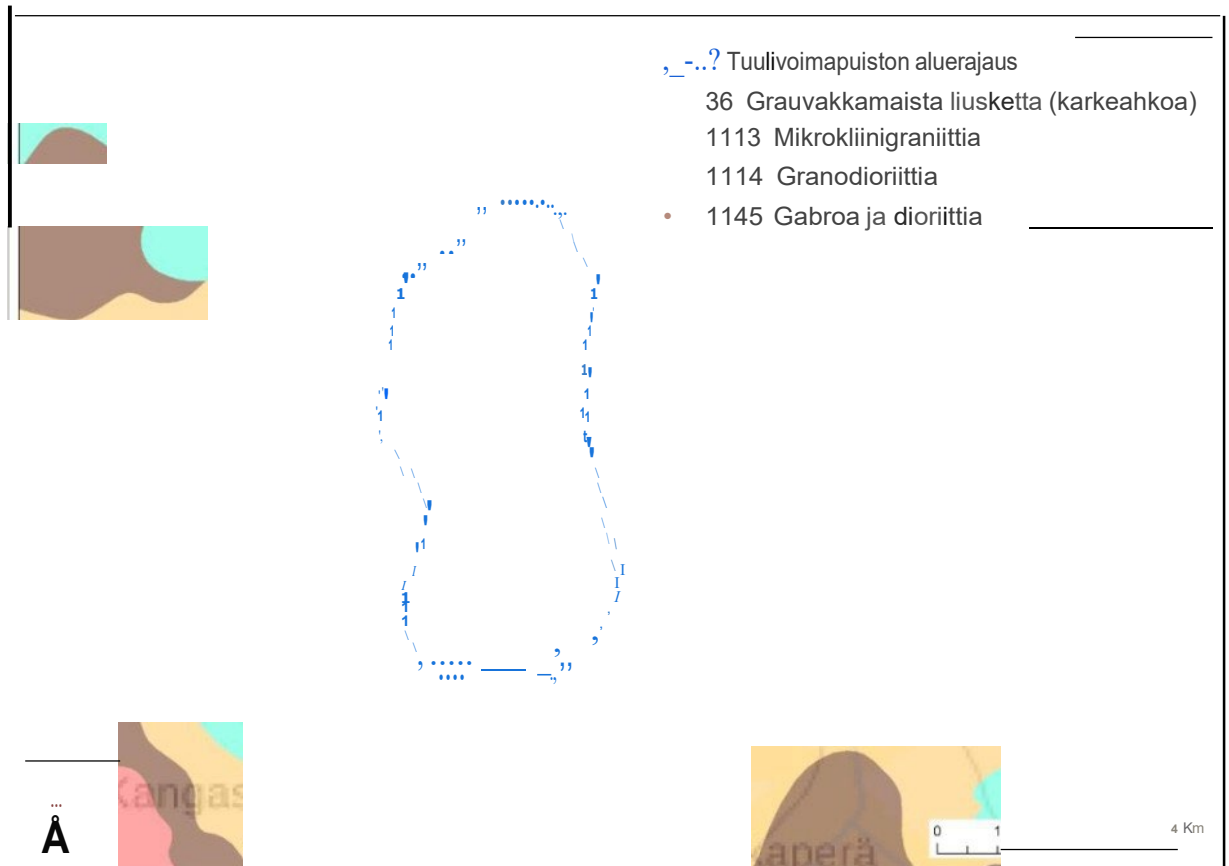 Tuulivoimapuiston aluerajaus
36 Grauvakkamaista liusketta (karkeahkoa)
1113 Mikrokliinigraniittia
1114 Granodioriittia
• 1145 Gabroa ja dioriittia
Kangas
aperä
0 1
4 Km
Å